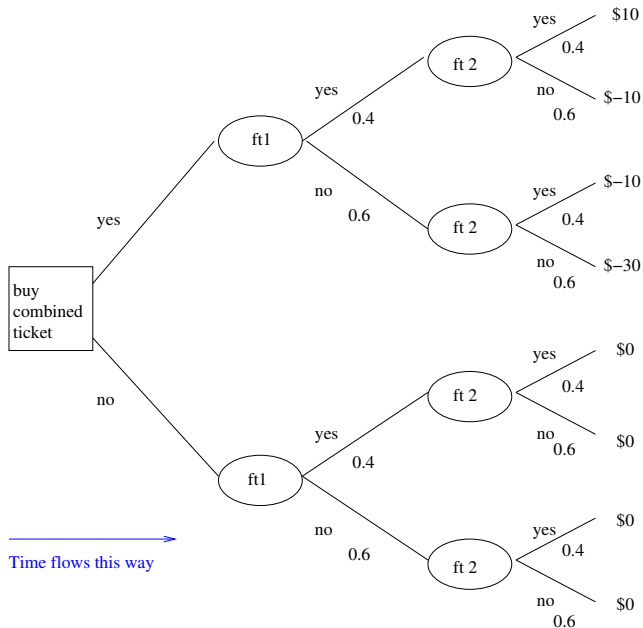 yes
$10
0.4
ft 2
no
$−10
0.6
yes
0.4
ft1
no
0.6
yes
$−10
0.4
ft 2
no
$−30
0.6
yes
buy
combined
ticket
no
yes
$0
0.4
ft 2
no
$0
0.6
yes
0.4
ft1
no
0.6
yes
$0
0.4
ft 2
no
$0
0.6
Time flows this way